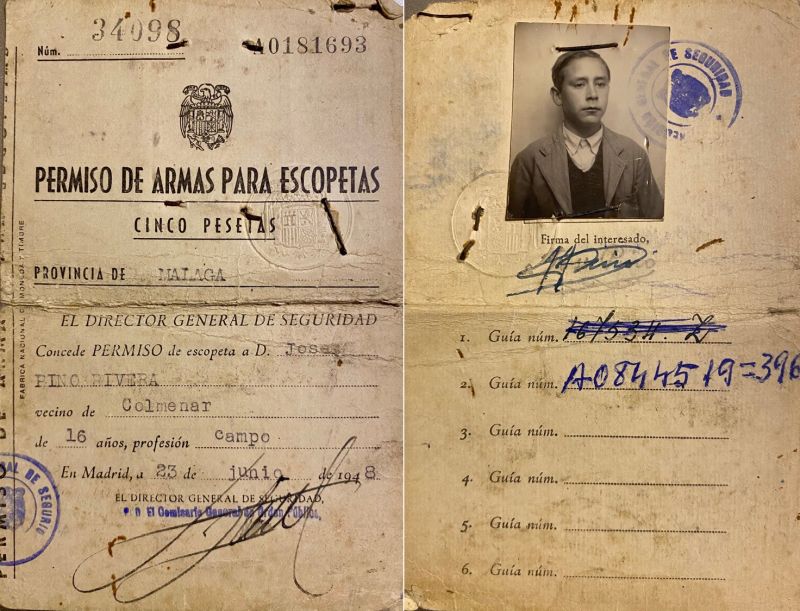 34098
Núm.
A0181693
PERMISO DE ARMAS PARA ESCOPETAS
CINCO PESETAS
PROVINCIA DE MALAGA
EL DIRECTOR GENERAL DE SEGURIDAD
Concede PERMISO de escopeta a D. Jose
PINO RIVERA
vecino de Colmenar
de 16 años, profesión campo
En Madrid, a 23 de junio de 1948
EL DIRECTOR GENERAL DE SEGURIDAD,
P D El Comisario General de Orden Público,
FABRICA NACIONAL DE MONEDA Y TIMBRE
DE SEGURIDAD
Firma del interesado,
1. Guía núm.
2. Guía núm. A0844519=396
3. Guía núm.
4. Guía núm.
5. Guía núm.
6. Guía núm.